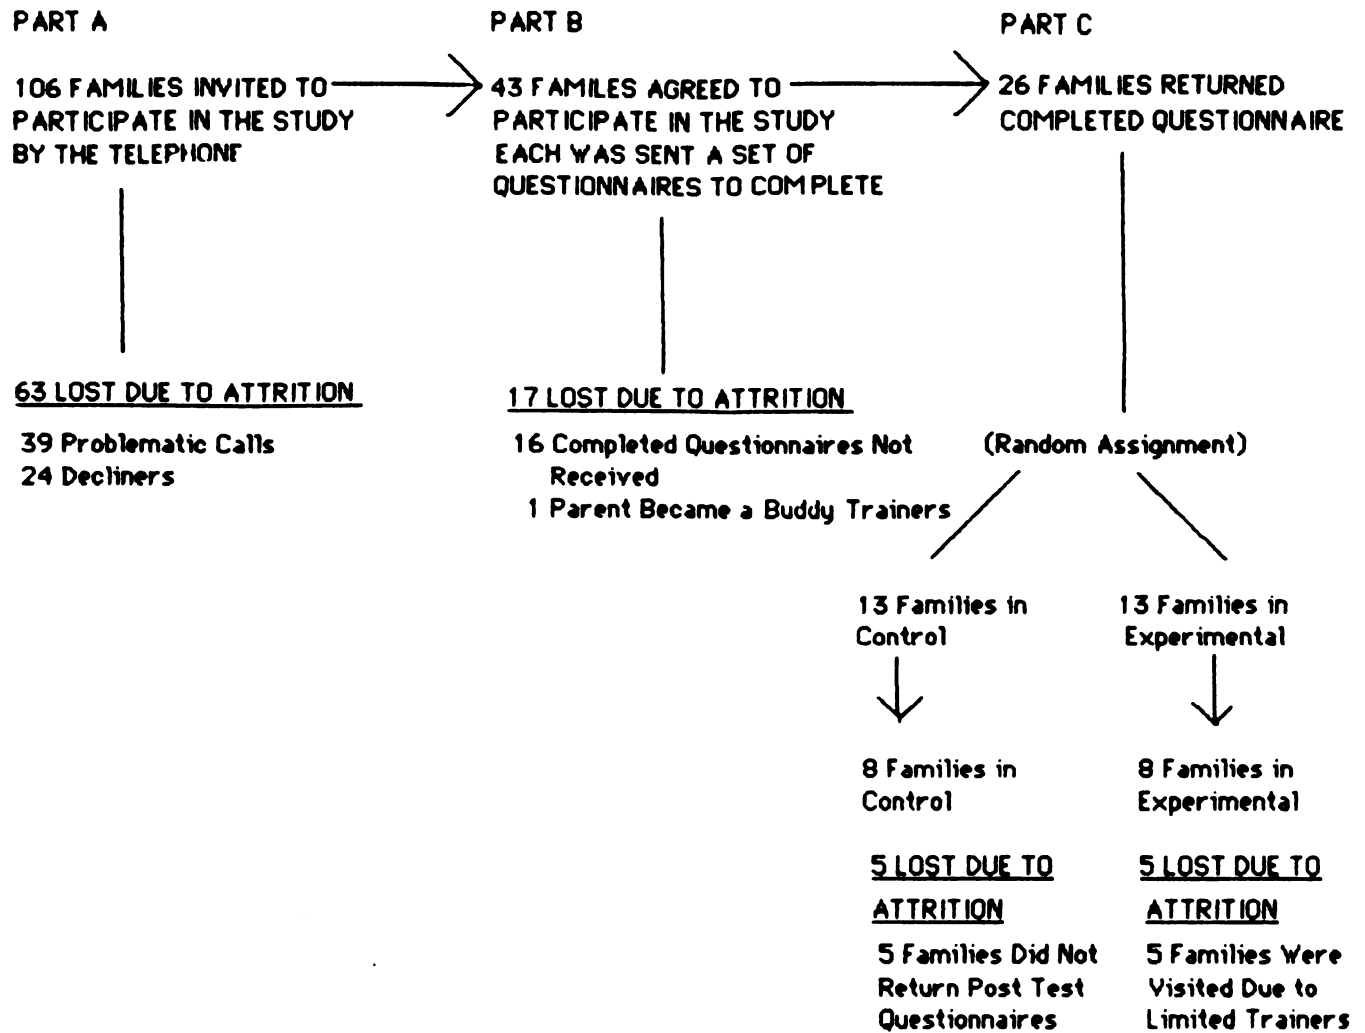 PART A
106 FAMILIES INVITED TO
PARTICIPATE IN THE STUDY
BY THE TELEPHONE
63 LOST DUE TO ATTRITION
39 Problematic Calls
24 Decliners
PART B
43 FAMILES AGREED TO
PARTICIPATE IN THE STUDY
EACH WAS SENT A SET OF
QUESTIONNAIRES TO COMPLETE
17 LOST DUE TO ATTRITION
16 Completed Questionnaires Not
Received
1 Parent Became a Buddy Trainers
PART C
26 FAMILIES RETURNED
COMPLETED QUESTIONNAIRE
(Random Assignment)
13 Families in
Control
8 Families in
Control
5 LOST DUE TO
ATTRITION
5 Families Did Not
Return Post Test
Questionnaires
13 Families in
Experimental
8 Families in
Experimental
5 LOST DUE TO
ATTRITION
5 Families Were
Visited Due to
Limited Trainers